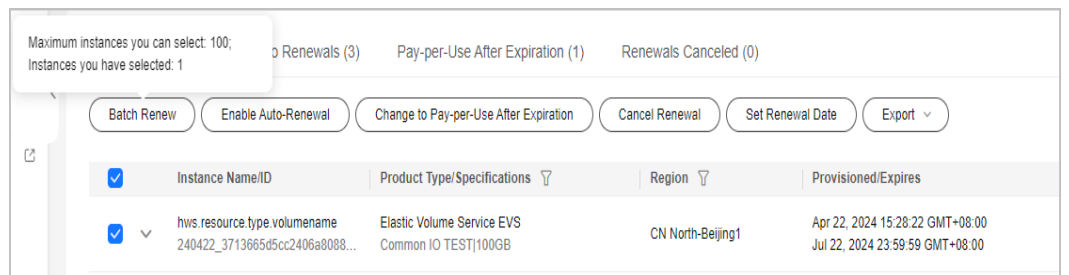 Maximum instances you can select: 100;
Instances you have selected: 1
Renewals (3) Pay-per-Use After Expiration (1) Renewals Canceled (0)
Batch Renew Enable Auto-Renewal Change to Pay-per-Use After Expiration Cancel Renewal Set Renewal Date Export
Instance Name/ID Product Type/Specifications Region Provisioned/Expires
hws.resource.type.volumename Elastic Volume Service EVS CN North-Beijing1 Apr 22, 2024 15:28:22 GMT+08:00
240422_3713665d5cc2406a8088... Common IO TEST|100GB Jul 22, 2024 23:59:59 GMT+08:00